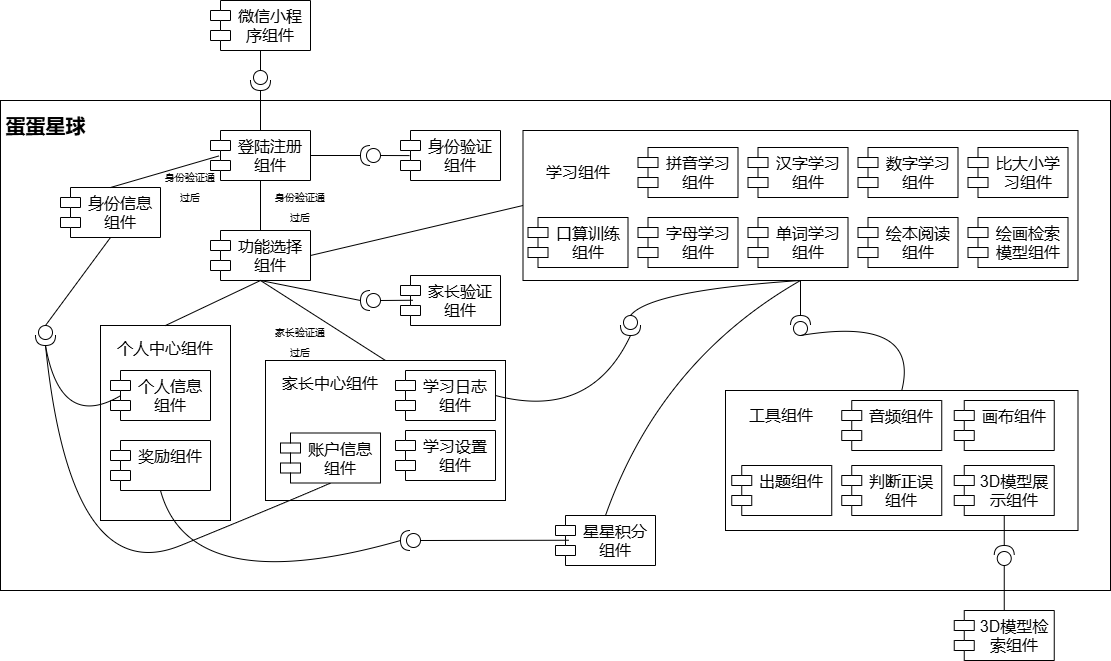 微信小程
序组件
蛋蛋星球
登陆注册
组件
身份验证
组件
身份验证通
过后
身份验证通
过后
身份信息
组件
功能选择
组件
家长验证
组件
家长验证通
过后
学习组件
拼音学习
组件
汉字学习
组件
数字学习
组件
比大小学
习组件
口算训练
组件
字母学习
组件
单词学习
组件
绘本阅读
组件
绘画检索
模型组件
个人中心组件
个人信息
组件
奖励组件
家长中心组件
学习日志
组件
账户信息
组件
学习设置
组件
工具组件
音频组件
画布组件
出题组件
判断正误
组件
3D模型展
示组件
星星积分
组件
3D模型检
索组件